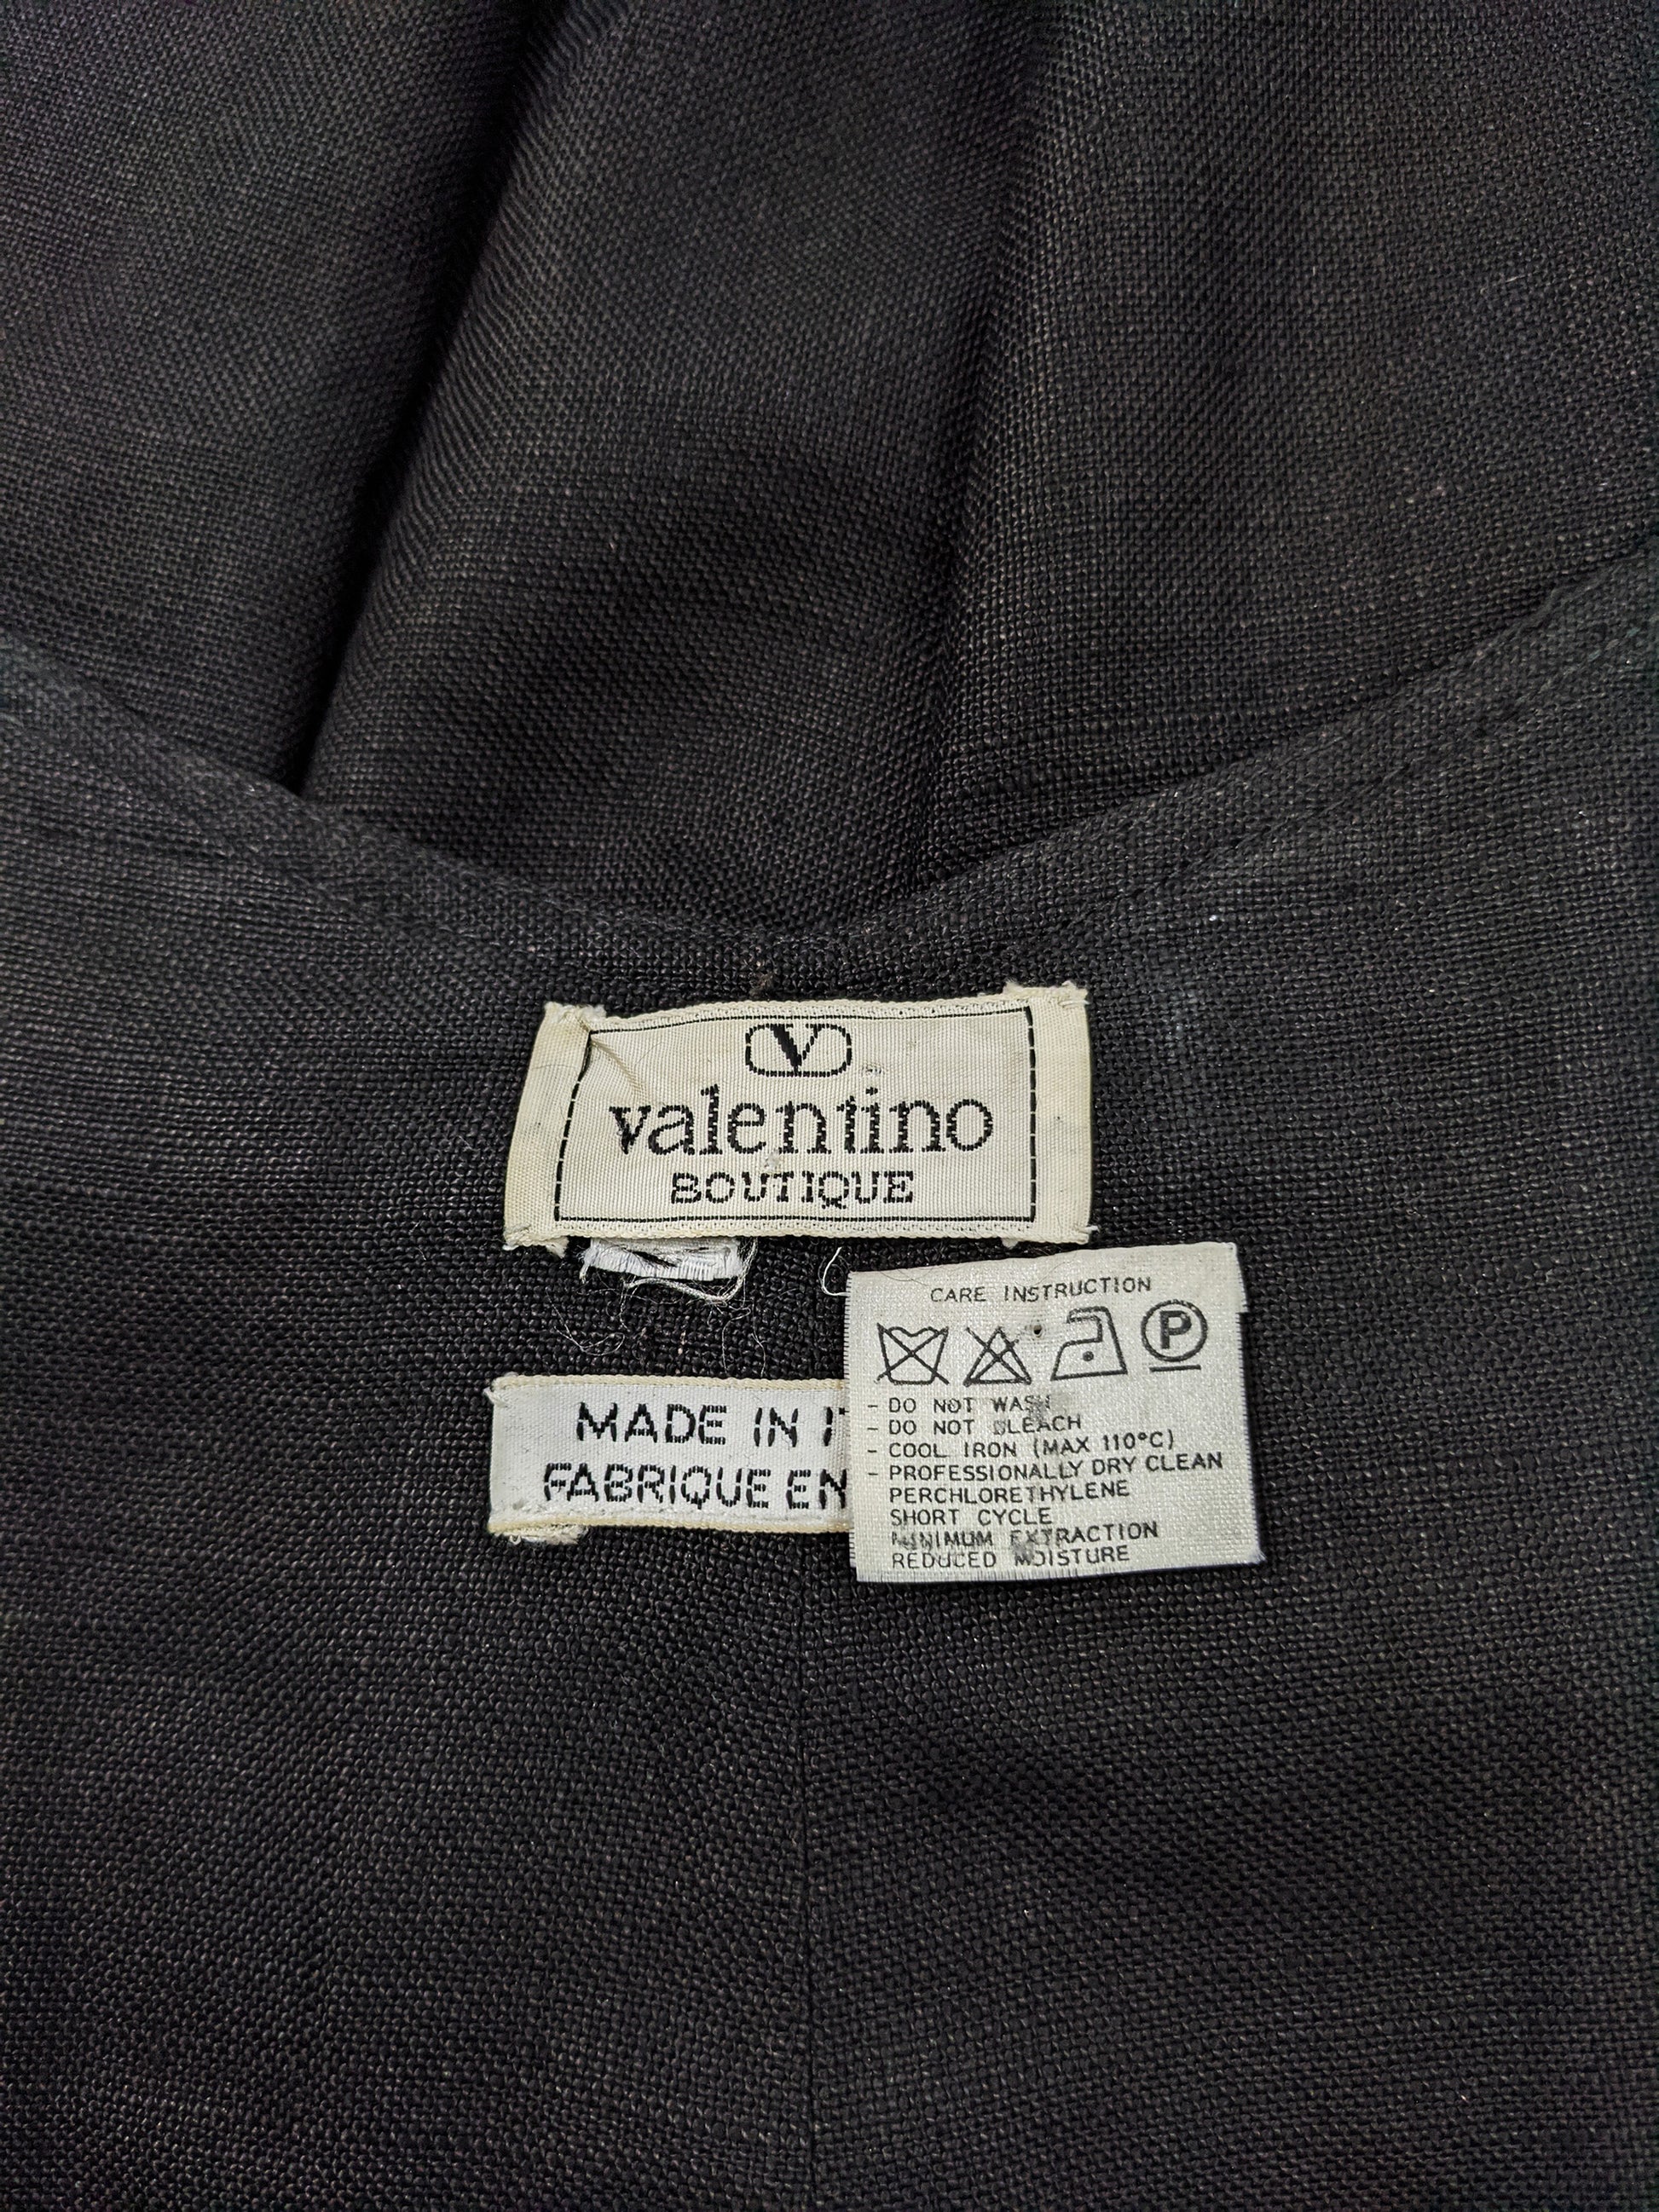 V
valentino
BOUTIQUE
CARE INSTRUCTION
P
- DO NOT WASH
- DO NOT BLEACH
- COOL IRON (MAX 110°C)
- PROFESSIONALLY DRY CLEAN
PERCHLORETHYLENE
SHORT CYCLE
MINIMUM EXTRACTION
REDUCED MOISTURE
MADE IN
FABRIQUE EN